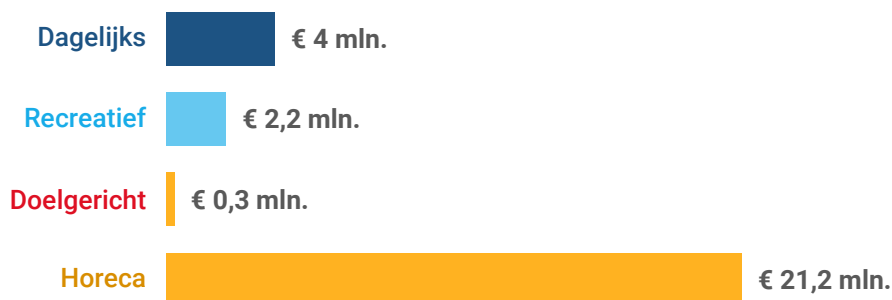 Dagelijks € 4 mln.
Recreatief € 2,2 mln.
Doelgericht € 0,3 mln.
Horeca € 21,2 mln.